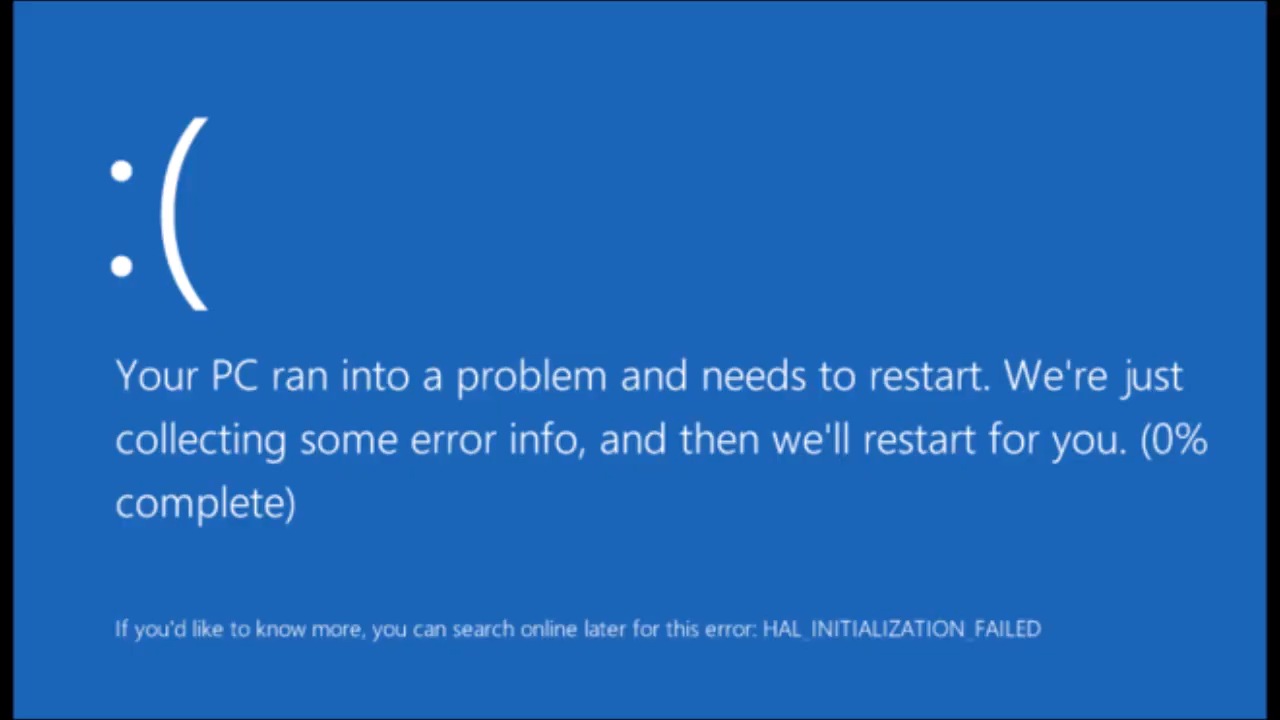 :(
Your PC ran into a problem and needs to restart. We're just
collecting some error info, and then we'll restart for you. (0%
complete)
If you'd like to know more, you can search online later for this error: HAL_INITIALIZATION_FAILED